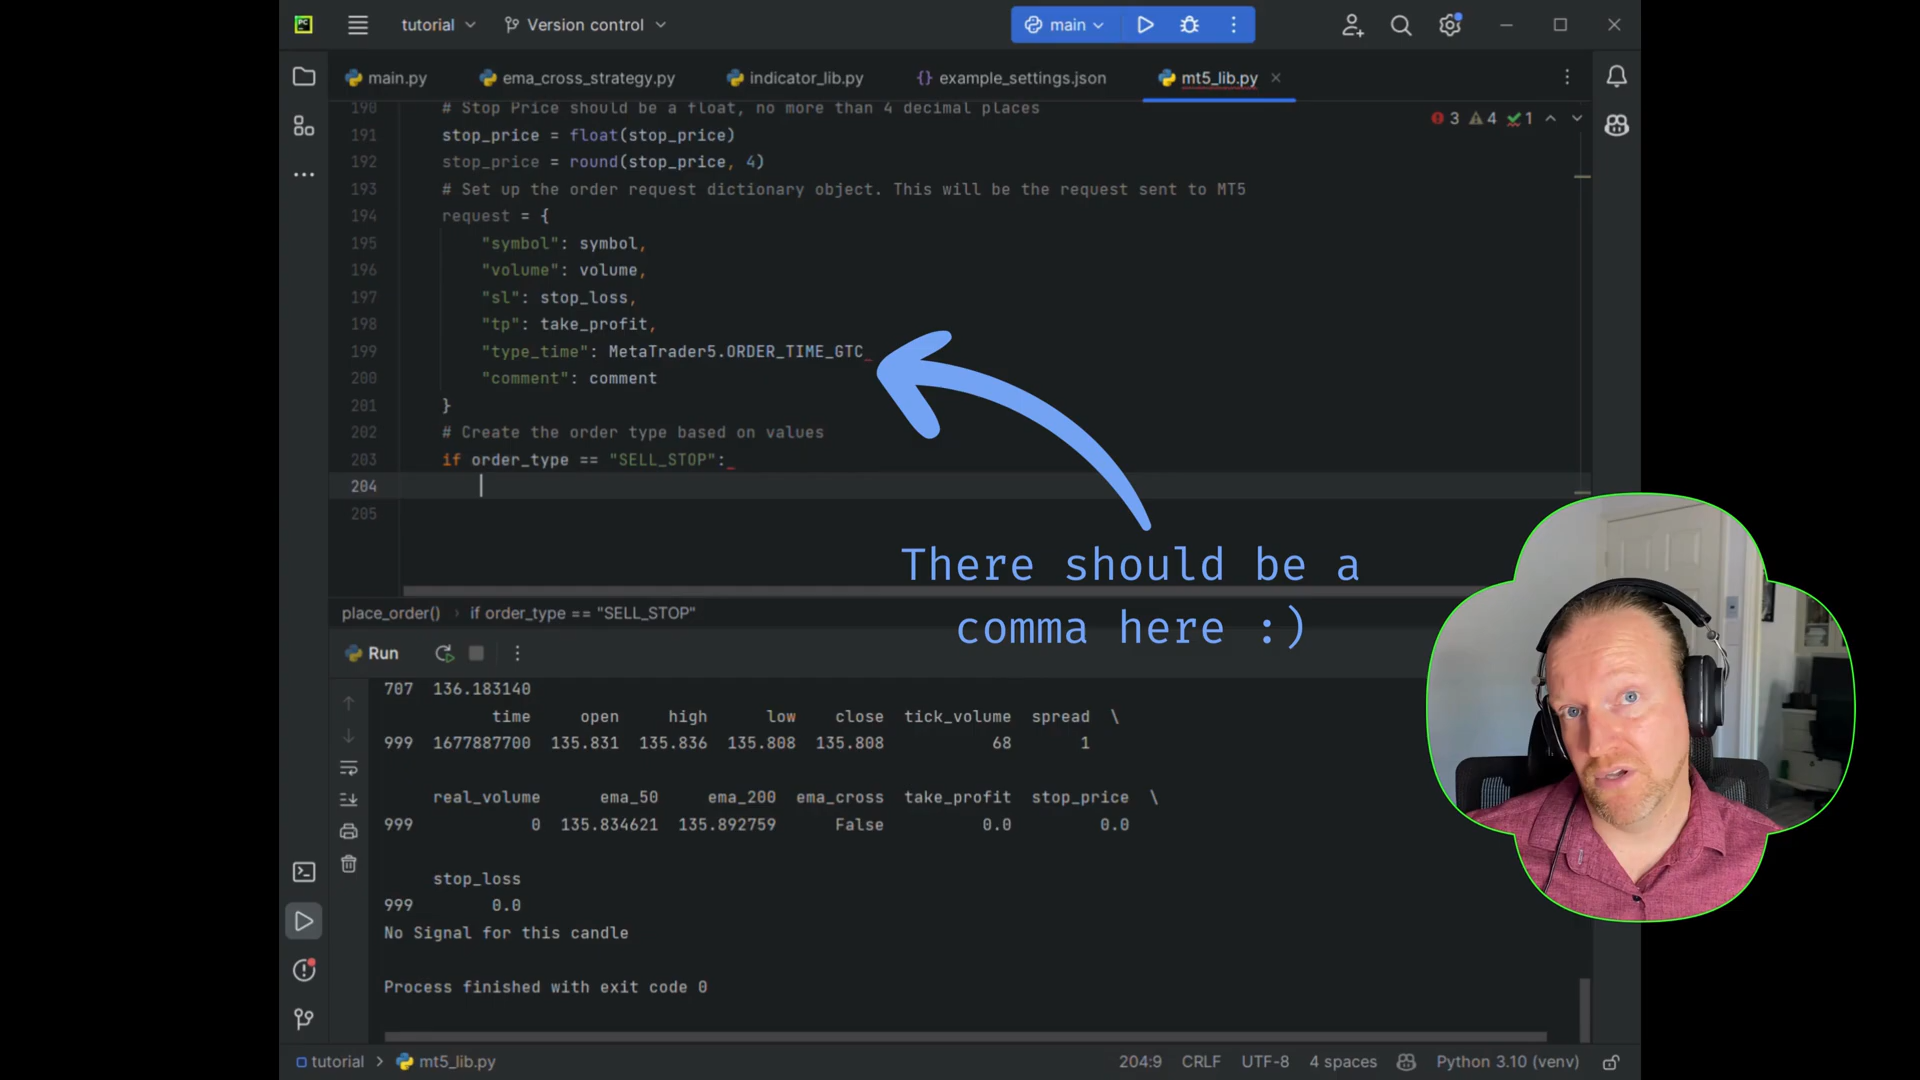 PC
tutorial
Version control
main
main.py
ema_cross_strategy.py
indicator_lib.py
{} example_settings.json
mt5_lib.py
3 4 1
190 # Stop Price should be a float, no more than 4 decimal places
191 stop_price = float(stop_price)
192 stop_price = round(stop_price, 4)
193 # Set up the order request dictionary object. This will be the request sent to MT5
194 request = {
195 "symbol": symbol,
196 "volume": volume,
197 "sl": stop_loss,
198 "tp": take_profit,
199 "type_time": MetaTrader5.ORDER_TIME_GTC
200 "comment": comment
201 }
202 # Create the order type based on values
203 if order_type == "SELL_STOP":
204
205
There should be a
comma here :)
place_order() › if order_type == "SELL_STOP"
Run
707 136.183140
time open high low close tick_volume spread \
999 1677887700 135.831 135.836 135.808 135.808 68 1
real_volume ema_50 ema_200 ema_cross take_profit stop_price \
999 0 135.834621 135.892759 False 0.0 0.0
stop_loss
999 0.0
No Signal for this candle
Process finished with exit code 0
tutorial > mt5_lib.py
204:9 CRLF UTF-8 4 spaces Python 3.10 (venv)